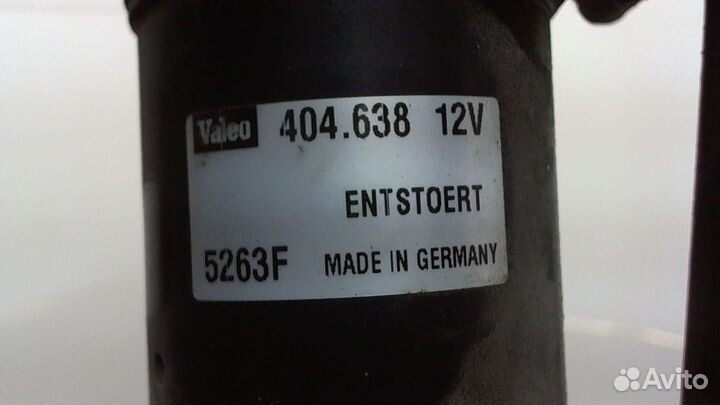 Valeo 404.638 12V
ENTSTOERT
5263F MADE IN GERMANY
Avito